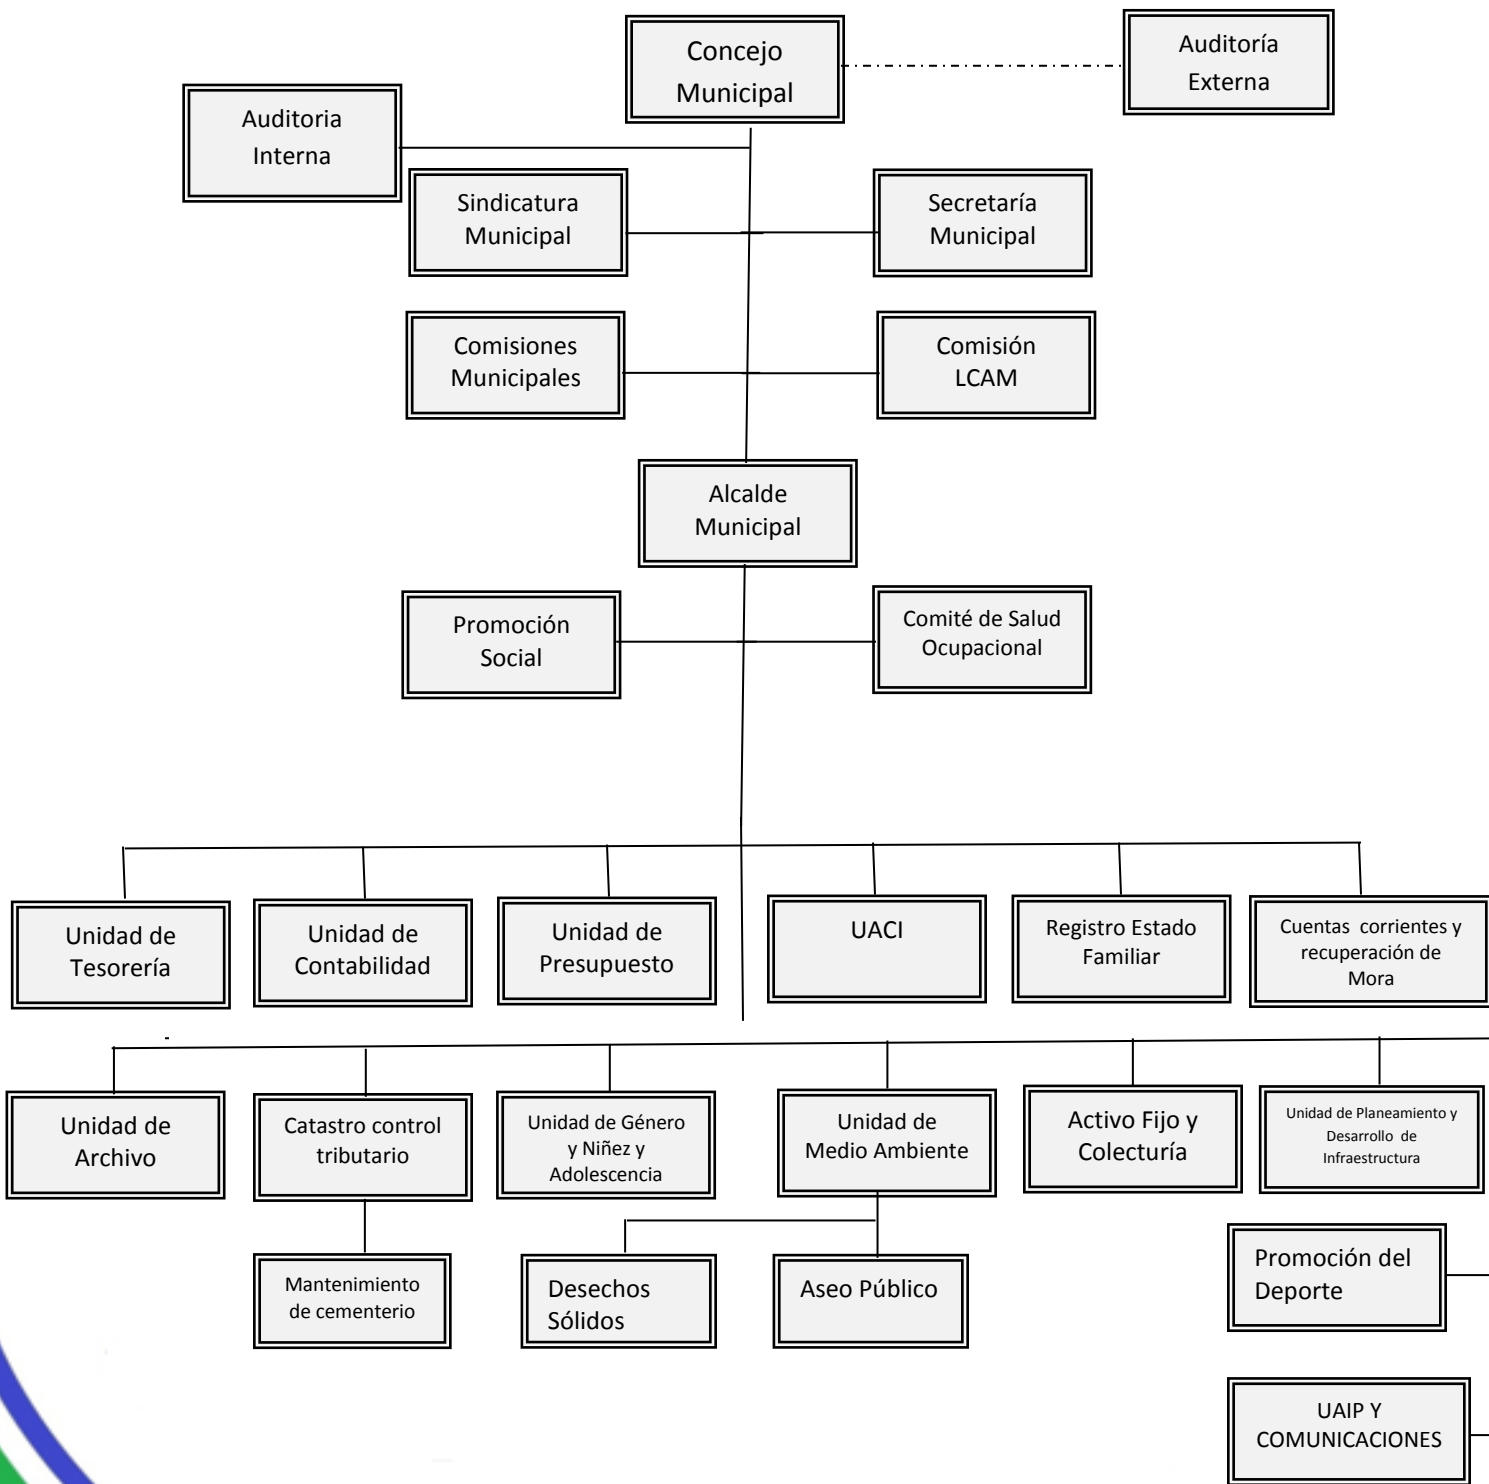 Concejo
Municipal
Auditoría
Externa
Auditoria
Interna
Sindicatura
Municipal
Secretaría
Municipal
Comisiones
Municipales
Comisión
LCAM
Alcalde
Municipal
Promoción
Social
Comité de Salud
Ocupacional
Unidad de
Tesorería
Unidad de
Contabilidad
Unidad de
Presupuesto
UACI
Registro Estado
Familiar
Cuentas corrientes y
recuperación de
Mora
-
Unidad de
Archivo
Catastro control
tributario
Unidad de Género
y Niñez y
Adolescencia
Unidad de
Medio Ambiente
Activo Fijo y
Colecturía
Unidad de Planeamiento y
Desarrollo de
Infraestructura
Mantenimiento
de cementerio
Desechos
Sólidos
Aseo Público
Promoción del
Deporte
UAIP Y
COMUNICACIONES